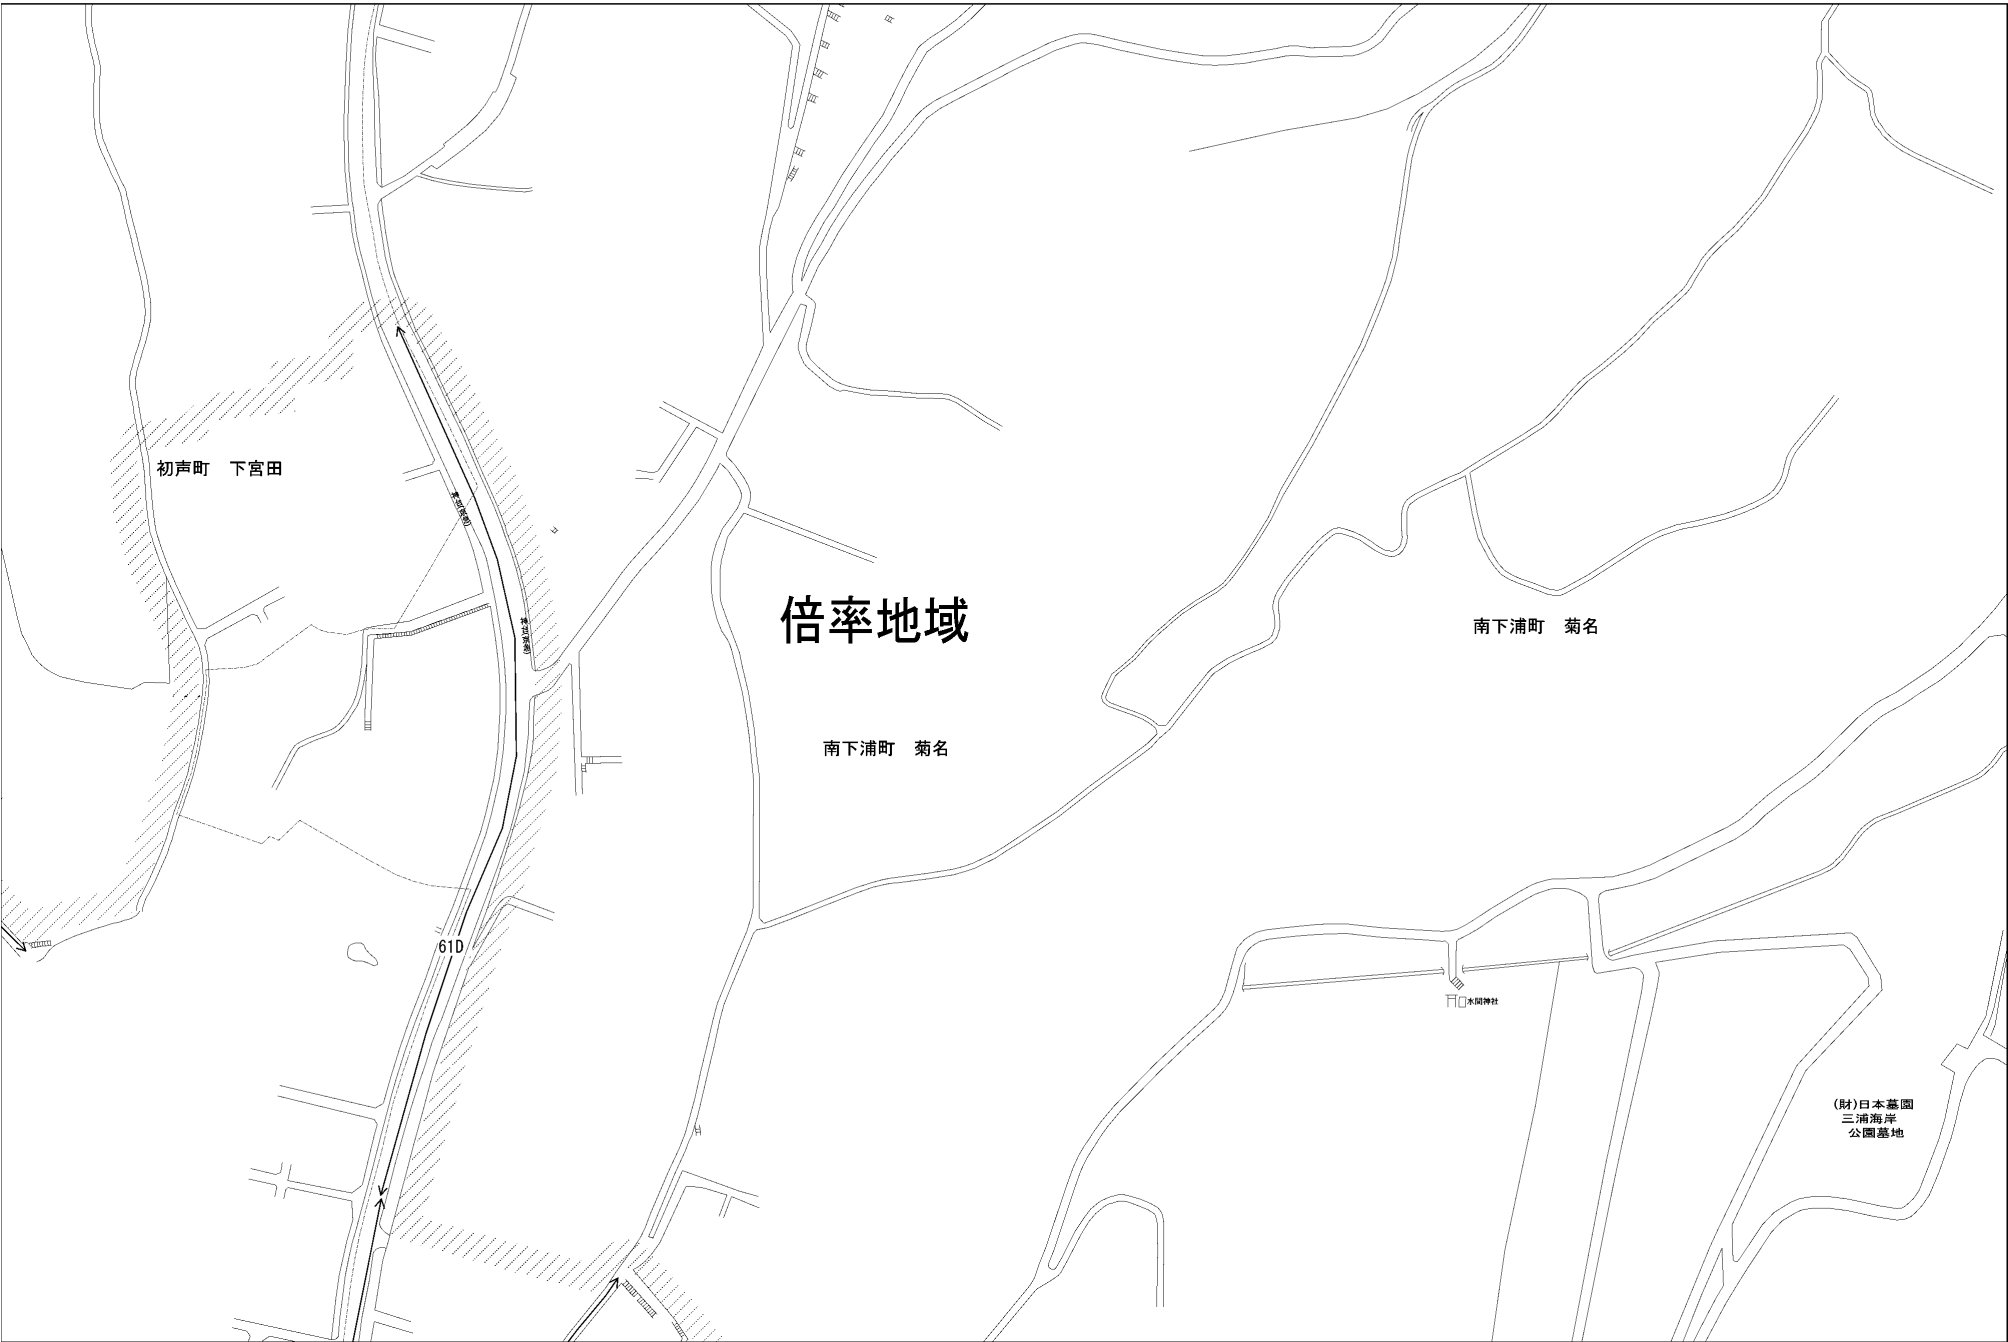 初声町　下宮田
倍率地域
南下浦町　菊名
南下浦町　菊名
61D
水間神社
(財)日本墓園
三浦海岸
公園墓地